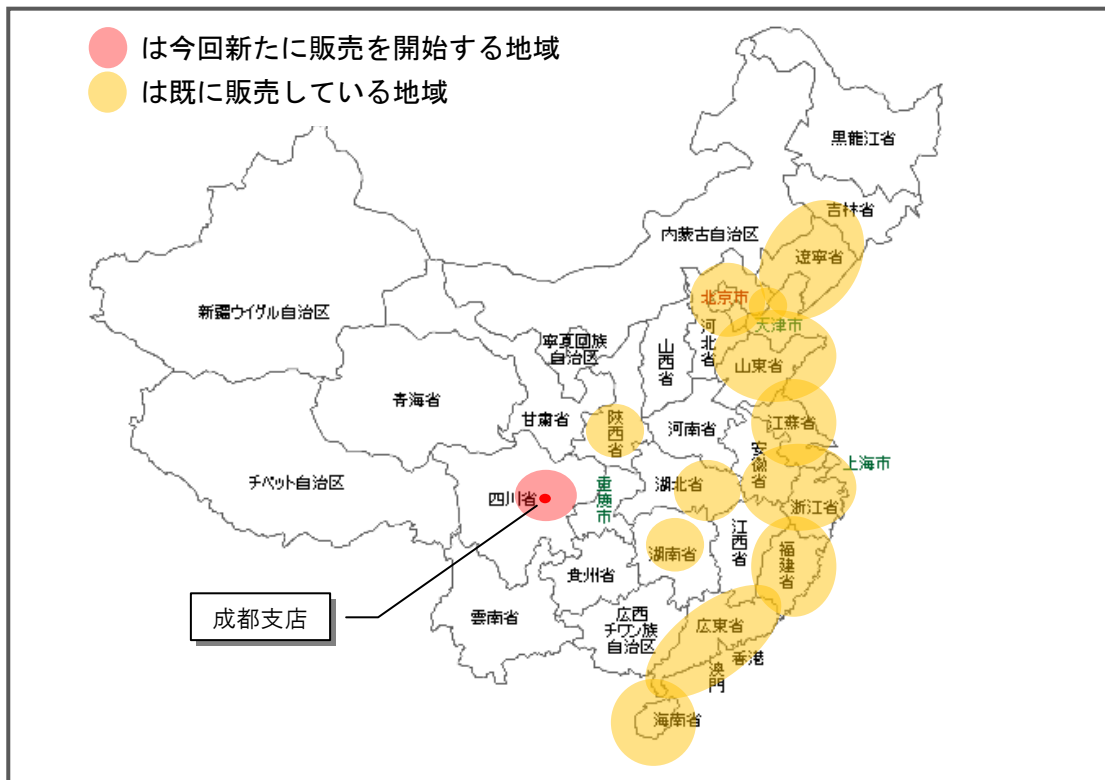 は今回新たに販売を開始する地域
は既に販売している地域
黒龍江省
吉林省
内蒙古自治区
遼寧省
北京市
天津市
新疆ウイグル自治区
寧夏回族
自治区
山西省
河北省
山東省
青海省
甘粛省
陝西省
河南省
江蘇省
安徽省
上海市
チベット自治区
四川省
重慶市
湖北省
浙江省
江西省
湖南省
福建省
貴州省
成都支店
雲南省
広西
チワン族
自治区
広東省
香港
澳門
海南省